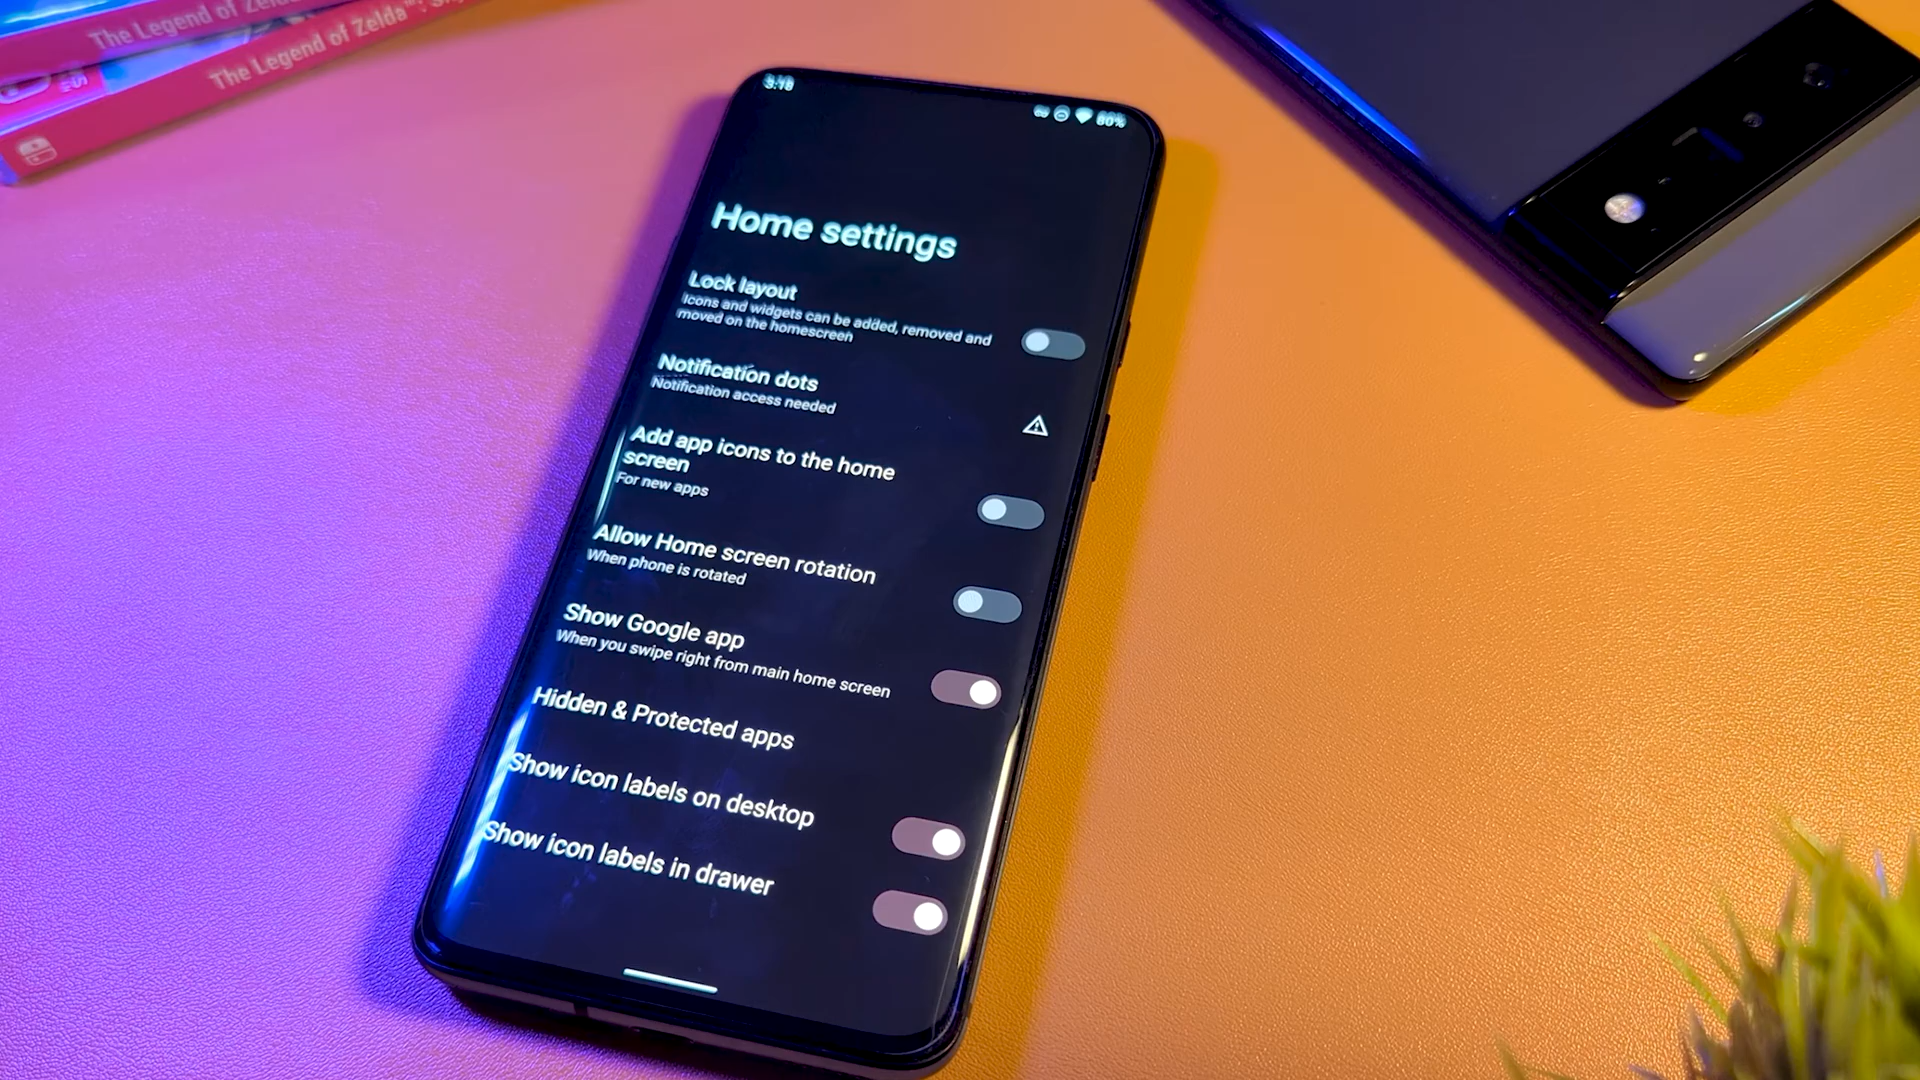 The Legend of Zelda
The Legend of Zelda™: Sky
3:18
80%
Home settings
Lock layout
Icons and widgets can be added, removed and
moved on the homescreen
Notification dots
Notification access needed
Add app icons to the home
screen
For new apps
Allow Home screen rotation
When phone is rotated
Show Google app
When you swipe right from main home screen
Hidden & Protected apps
Show icon labels on desktop
Show icon labels in drawer